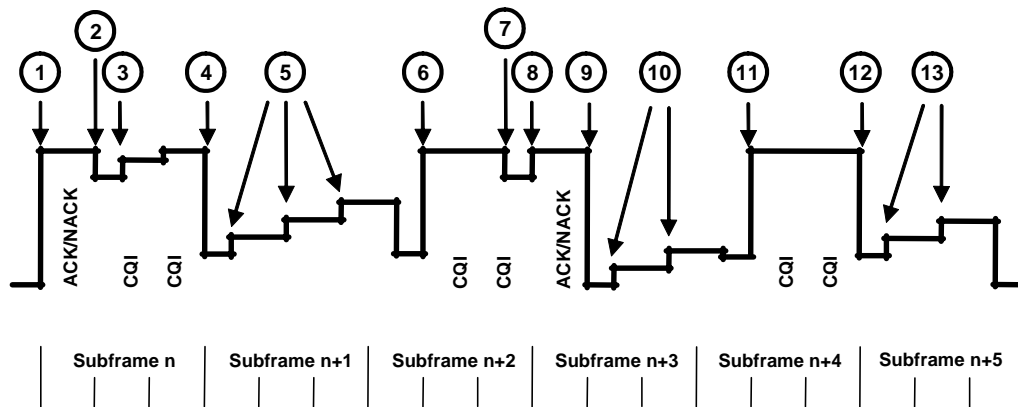 7
2
1
3
4
5
6
8
9
10
11
12
13
ACK/NACK
CQI
CQI
CQI
CQI
ACK/NACK
CQI
CQI
Subframe n
Subframe n+1
Subframe n+2
Subframe n+3
Subframe n+4
Subframe n+5